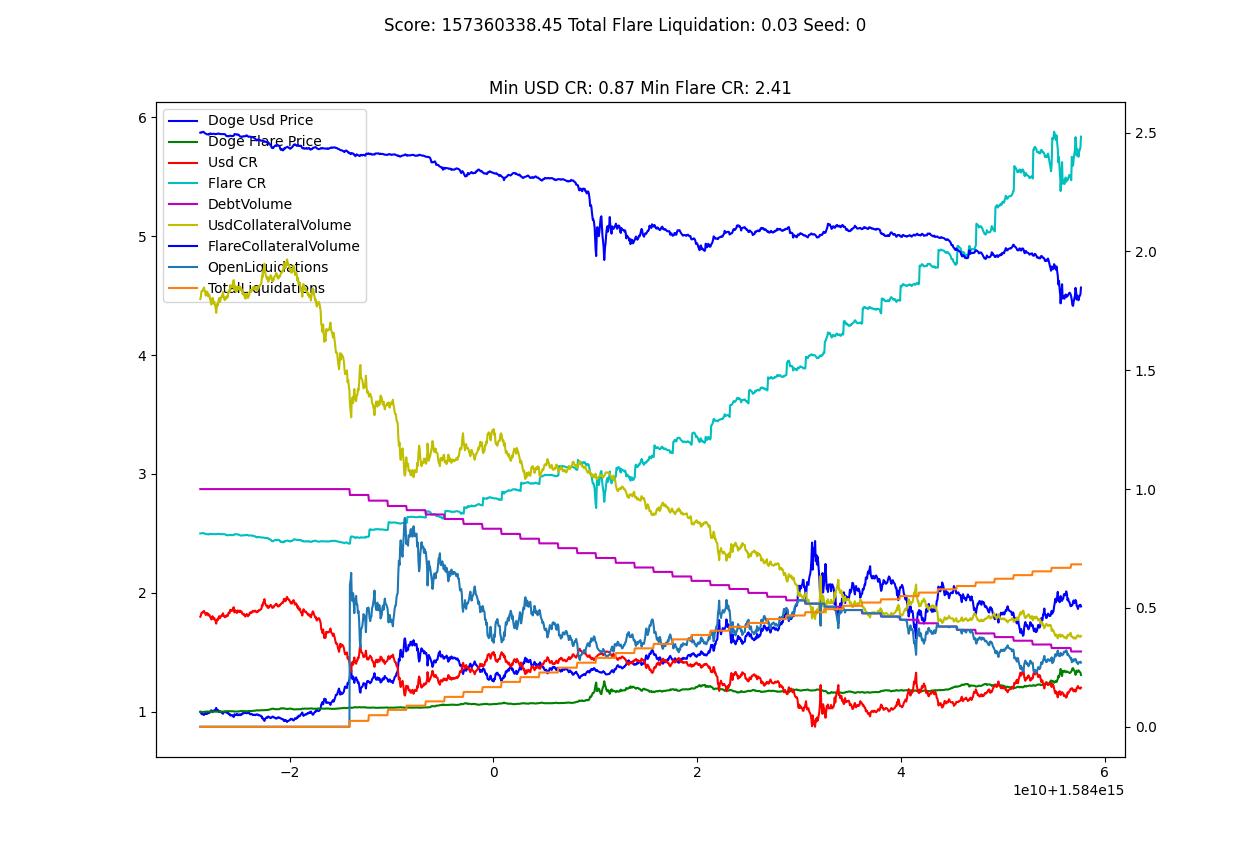 Score: 157360338.45 Total Flare Liquidation: 0.03 Seed: 0
Min USD CR: 0.87 Min Flare CR: 2.41
Doge Usd Price
Doge Flare Price
Usd CR
Flare CR
DebtVolume
UsdCollateralVolume
FlareCollateralVolume
OpenLiquidations
TotalLiquidations
6
5
4
3
2
1
2.5
2.0
1.5
1.0
0.5
0.0
−2
0
2
4
6
1e10+1.584e15